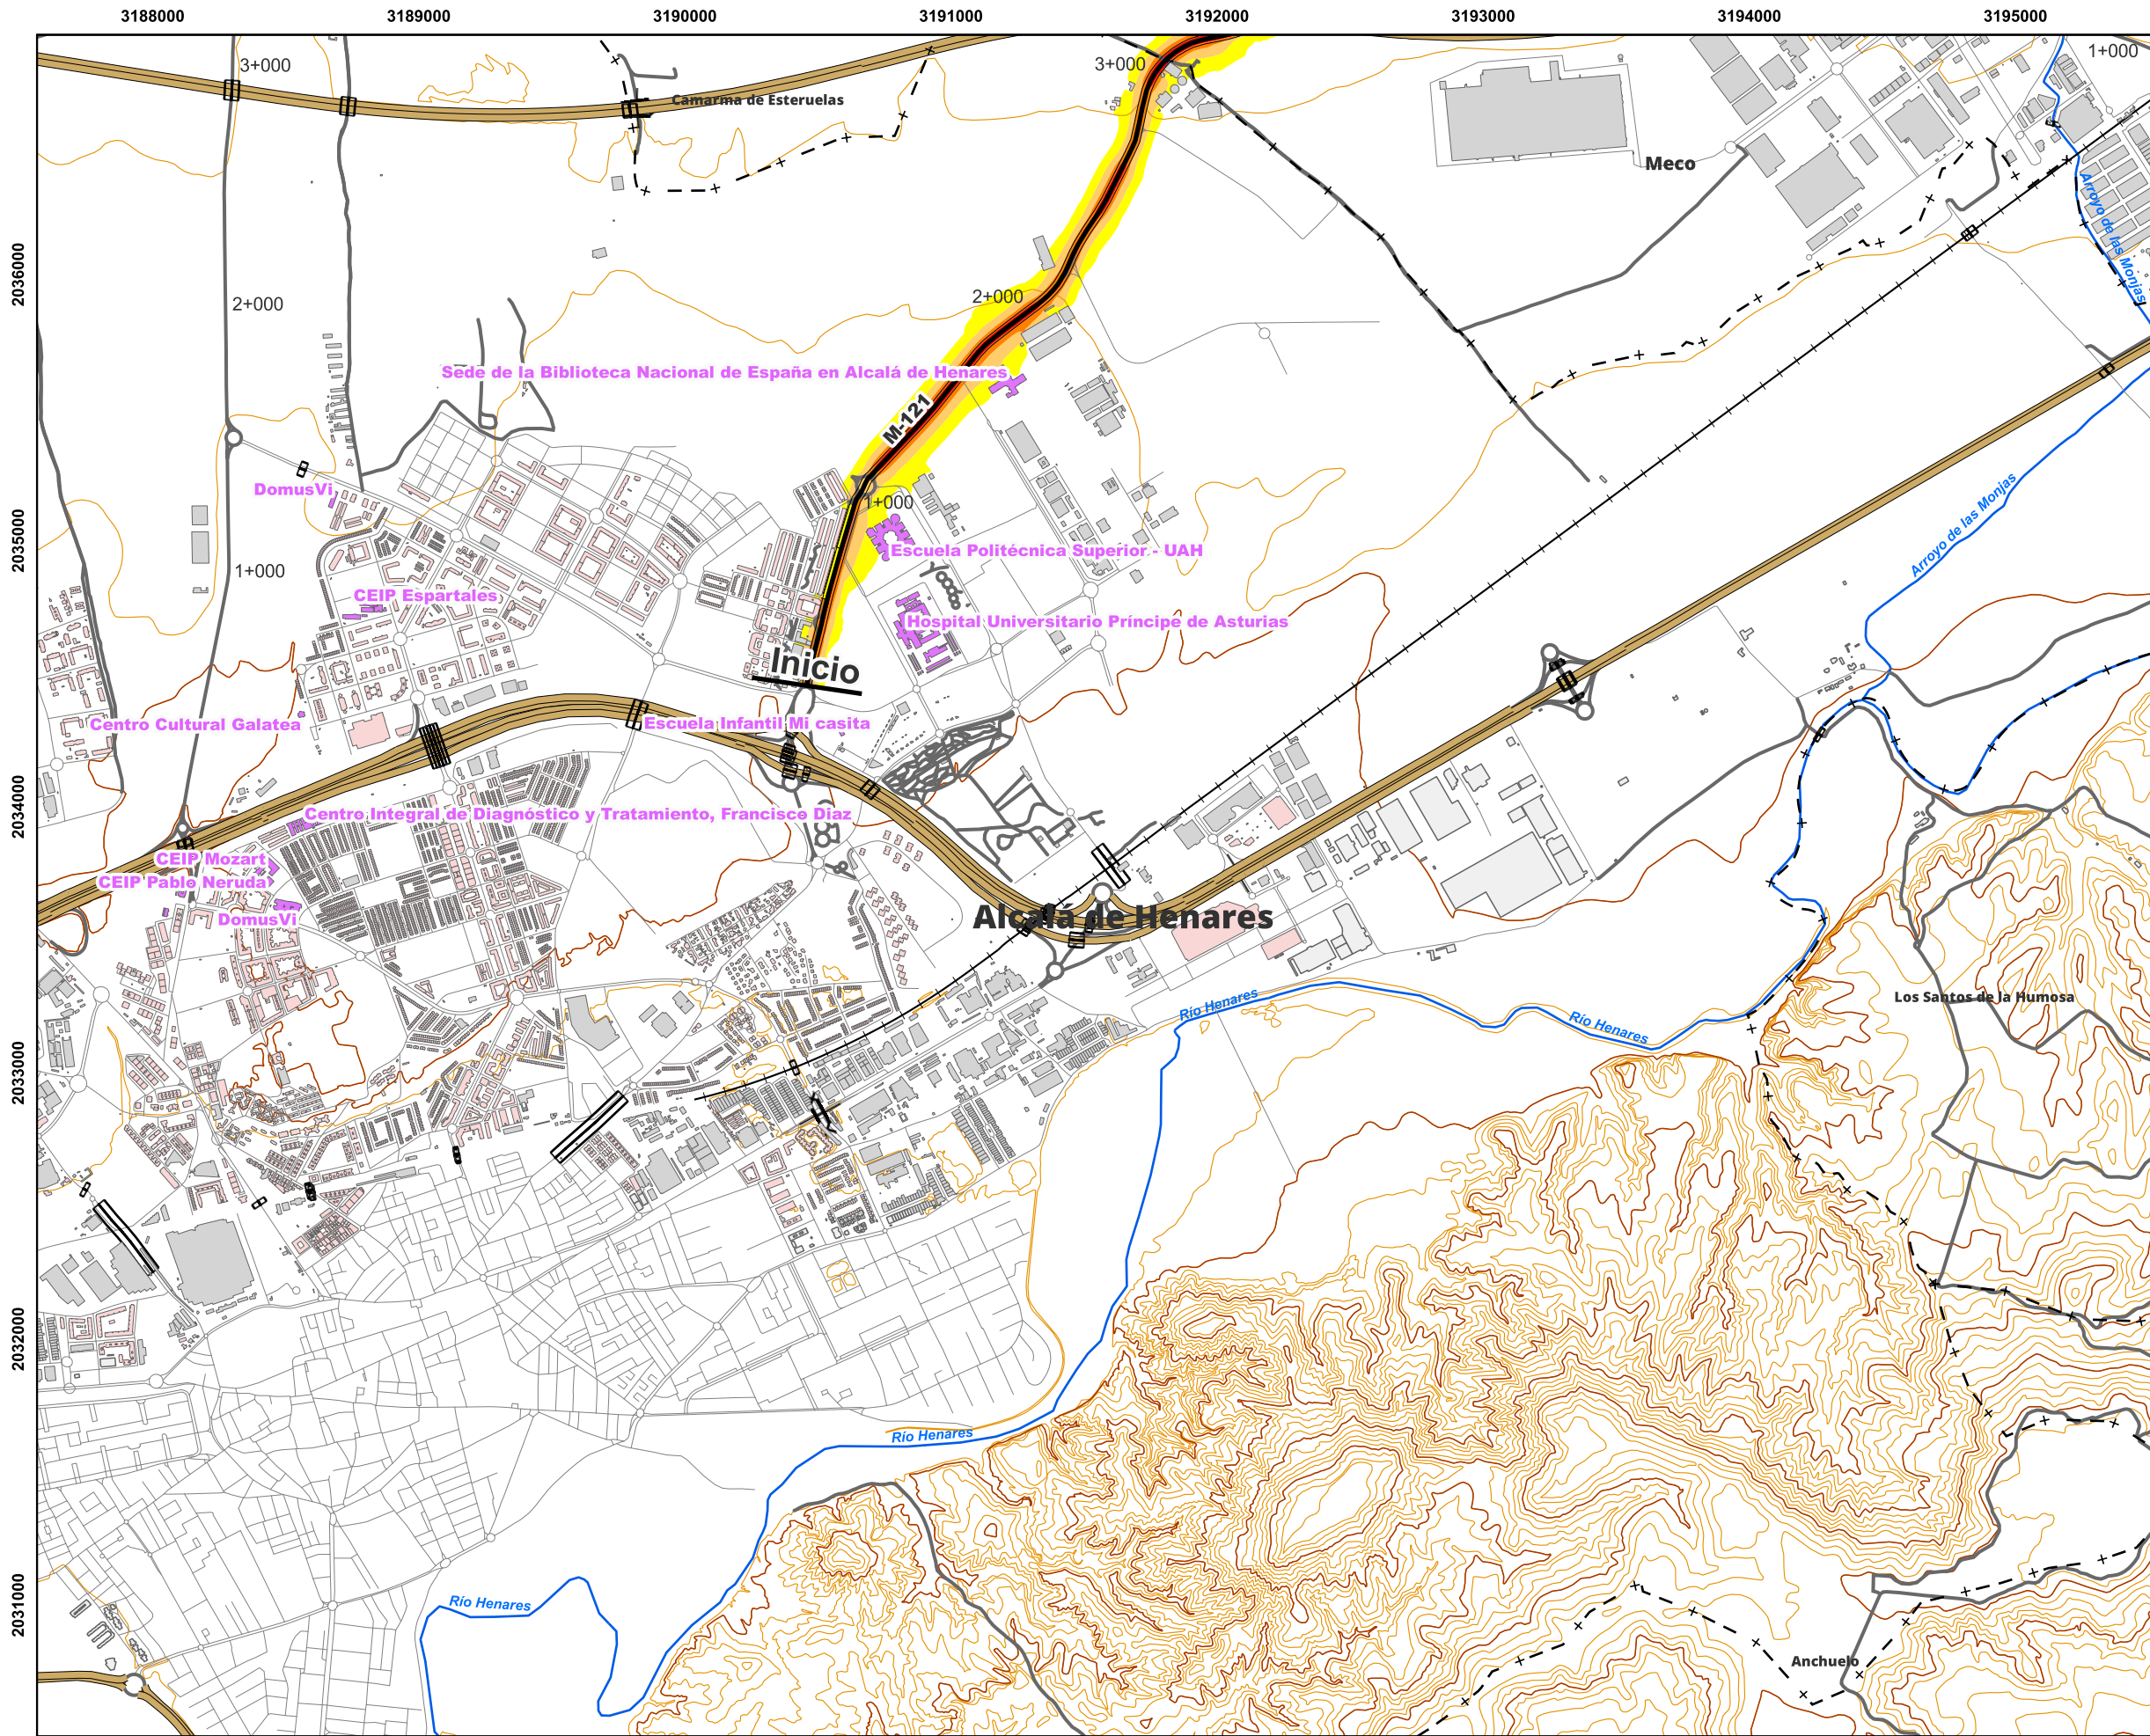 3188000 3189000 3190000 3191000 3192000 3193000 3194000 3195000
3+000
3+000
1+000
Camarma de Esteruelas
Meco
Arroyo de las Monjas
2036000
2+000
2+000
Sede de la Biblioteca Nacional de España en Alcalá de Henares
M-121
DomusVi
1+000
2035000
Arroyo de las Monjas
Escuela Politécnica Superior - UAH
1+000
CEIP Espartales
Hospital Universitario Príncipe de Asturias
Inicio
Centro Cultural Galatea
Escuela Infantil Mi casita
2034000
Centro Integral de Diagnóstico y Tratamiento, Francisco Díaz
CEIP Mozart
CEIP Pablo Neruda
DomusVi
Alcalá de Henares
Los Santos de la Humosa
Río Henares
Río Henares
2033000
2032000
Río Henares
2031000
Río Henares
Anchuelo